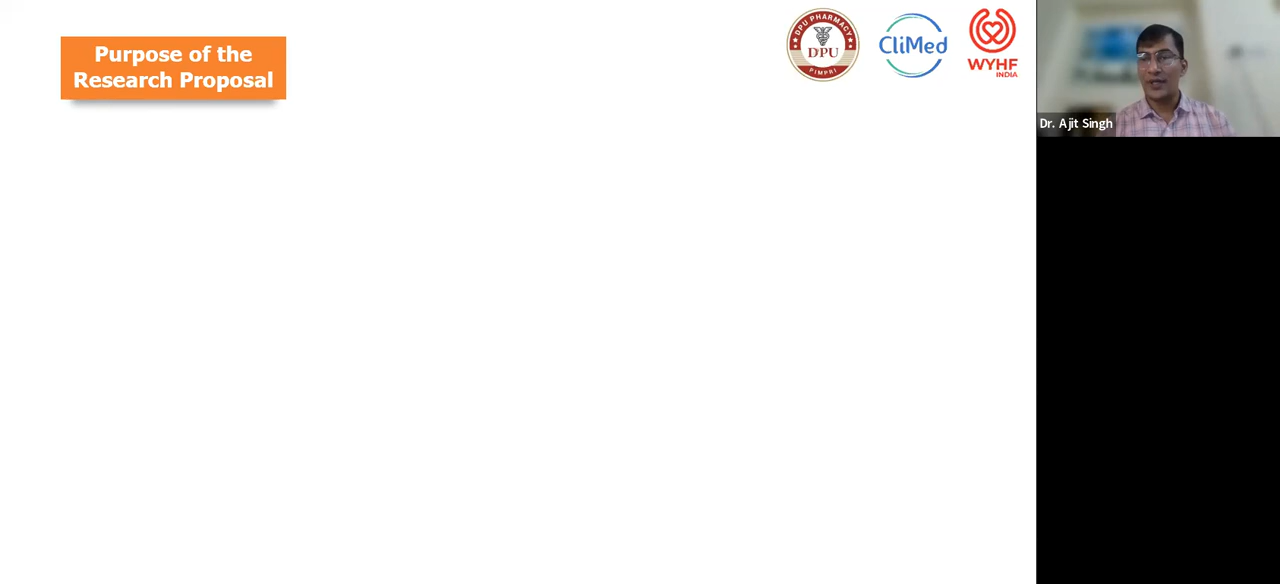 Purpose of the
Research Proposal
DPU PHARMACY
DPU
PIMPRI
CliMed
WYHF
INDIA
Dr. Ajit Singh